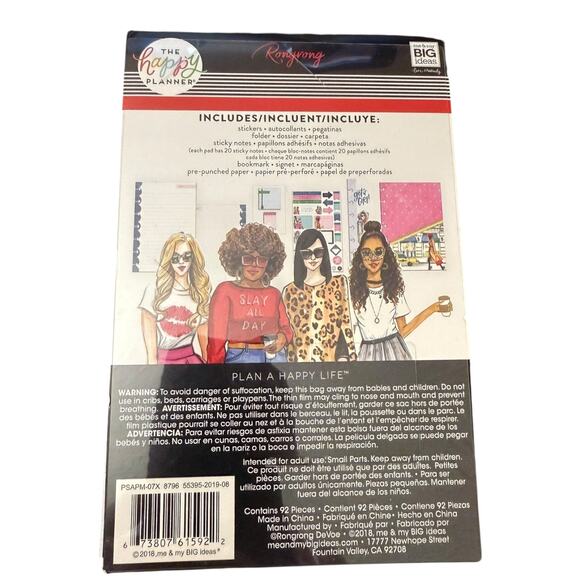 THE
happy
PLANNER®
Rongrong
me & my
BIG
ideas
INCLUDES/INCLUENT/INCLUYE:
stickers • autocollants • pegatinas
folder • dossier • carpeta
sticky notes • papillons adhésifs • notas adhesivas
(each pad has 20 sticky notes • chaque bloc-notes contient 20 papillons adhésifs
cada bloc tiene 20 notas adhesivas)
bookmark • signet • marcapáginas
pre-punched paper • papier pré-perforé • papel de preperforadas
SLAY
ALL
DAY
PLAN A HAPPY LIFE™
WARNING: To avoid danger of suffocation, keep this bag away from babies and children. Do not
use in cribs, beds, carriages or playpens. The thin film may cling to nose and mouth and prevent
breathing. AVERTISSEMENT: Pour éviter tout risque d'étouffement, garder ce sac hors de portée
des bébés et des enfants. Ne pas utiliser dans le berceau, le lit, la poussette ou dans le parc. Le
film plastique pourrait se coller au nez et à la bouche de l'enfant et l'empêcher de respirer.
ADVERTENCIA: Para evitar riesgos de asfixia mantener esta bolsa fuera del alcance de los
bebés y niños. No usar en cunas, camas, carros o corrales. La pelicula delgada se puede pegar
en la nariz o la boca e impedir la respiración.
Intended for adult use. Small Parts. Keep away from children.
Ce produit ne doit être utilisé que par des adultes. Petites
pièces. Garder hors de portée des enfants. • Para ser
utilizado por adultos únicamente. Piezas pequeñas. Mantener
fuera del alcance de los niños.
PSAPM-07X 8796 55395-2019-08
6 73807 61592 2
©2018, me & my BIG ideas®
Contains 92 Pieces • Contient 92 Pièces • Contiene 92 Piezas
Made in China • Fabriqué en Chine • Hecho en China
Manufactured by • Fabriqué par • Fabricado por
©Rongrong DeVoe • ©2018, me & my BIG ideas®
meandmybigideas.com • 17777 Newhope Street
Fountain Valley, CA 92708